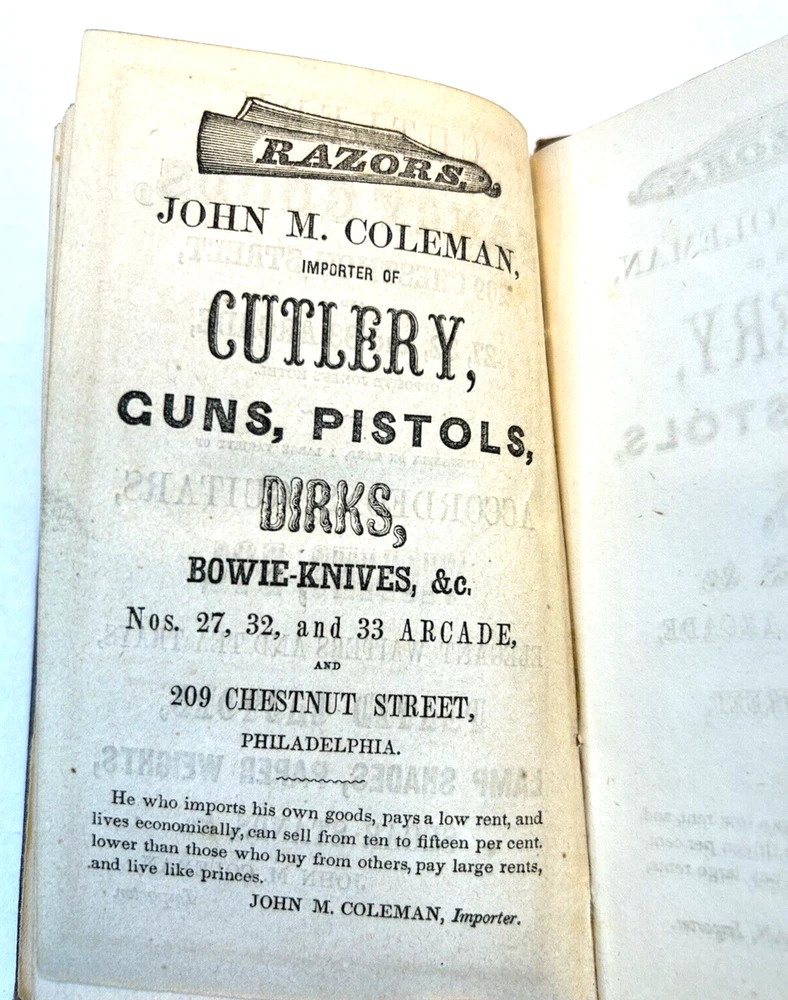 RAZORS.
JOHN M. COLEMAN,
IMPORTER OF
CUTLERY,
GUNS, PISTOLS,
DIRKS,
BOWIE-KNIVES, &c.
Nos. 27, 32, and 33 ARCADE,
AND
209 CHESTNUT STREET,
PHILADELPHIA.
He who imports his own goods, pays a low rent, and
lives economically, can sell from ten to fifteen per cent.
lower than those who buy from others, pay large rents,
and live like princes.
JOHN M. COLEMAN, Importer.